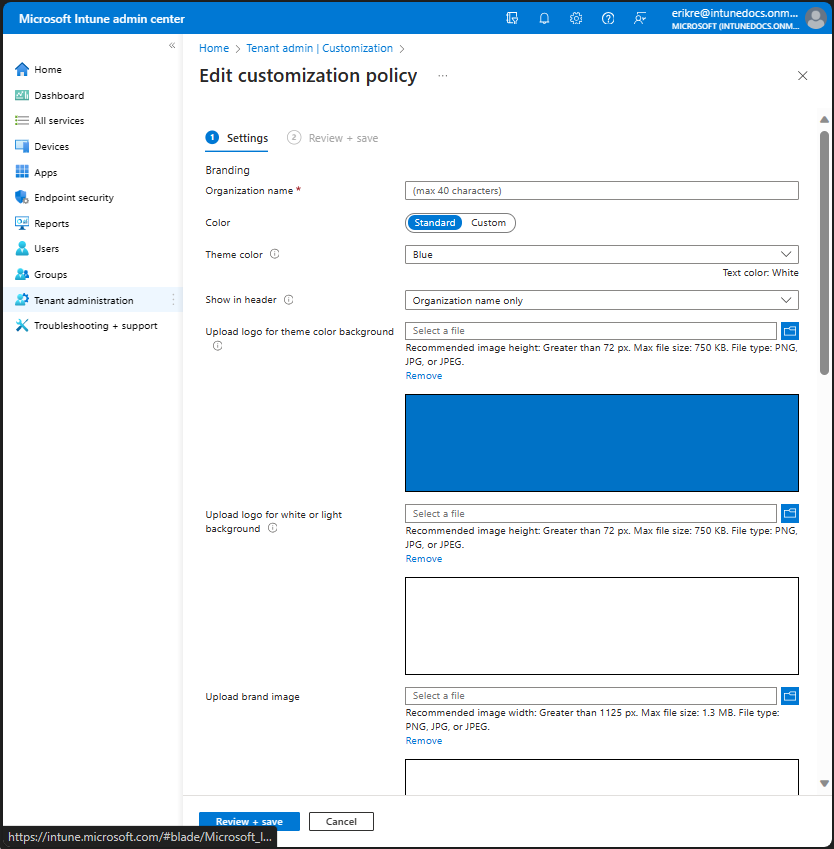 Microsoft Intune admin center
erikre@intunedocs.onm...
MICROSOFT (INTUNEDOCS.ONM...
«
Home
Dashboard
All services
Devices
Apps
Endpoint security
Reports
Users
Groups
Tenant administration
Troubleshooting + support
Home > Tenant admin | Customization >
Edit customization policy ...
1 Settings 2 Review + save
Branding
Organization name * (max 40 characters)
Color Standard Custom
Theme color Blue
Text color: White
Show in header Organization name only
Upload logo for theme color background Select a file
Recommended image height: Greater than 72 px. Max file size: 750 KB. File type: PNG,
JPG, or JPEG.
Remove
Upload logo for white or light
background
Select a file
Recommended image height: Greater than 72 px. Max file size: 750 KB. File type: PNG,
JPG, or JPEG.
Remove
Upload brand image Select a file
Recommended image width: Greater than 1125 px. Max file size: 1.3 MB. File type:
PNG, JPG, or JPEG.
Remove
Review + save Cancel
https://intune.microsoft.com/#blade/Microsoft_I...